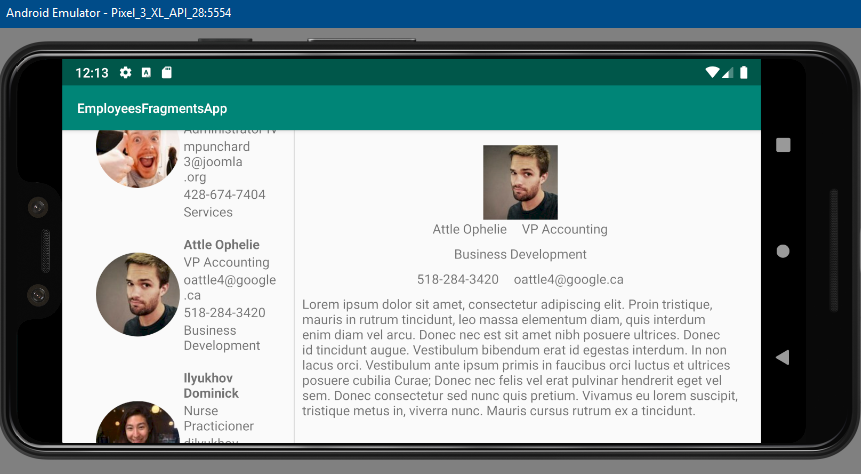 Android Emulator - Pixel_3_XL_API_28:5554
12:13
EmployeesFragmentsApp
Administrator IV
mpunchard
3@joomla
.org
428-674-7404
Services
Attle Ophelie
VP Accounting
oattle4@google
.ca
518-284-3420
Business
Development
Ilyukhov
Dominick
Nurse
Practicioner
dilyukhov
Attle Ophelie VP Accounting
Business Development
518-284-3420 oattle4@google.ca
Lorem ipsum dolor sit amet, consectetur adipiscing elit. Proin tristique,
mauris in rutrum tincidunt, leo massa elementum diam, quis interdum
enim diam vel arcu. Donec nec est sit amet nibh posuere ultrices. Donec
id tincidunt augue. Vestibulum bibendum erat id egestas interdum. In non
lacus orci. Vestibulum ante ipsum primis in faucibus orci luctus et ultrices
posuere cubilia Curae; Donec nec felis vel erat pulvinar hendrerit eget vel
sem. Donec consectetur sed nunc quis pretium. Vivamus eu lorem suscipit,
tristique metus in, viverra nunc. Mauris cursus rutrum ex a tincidunt.